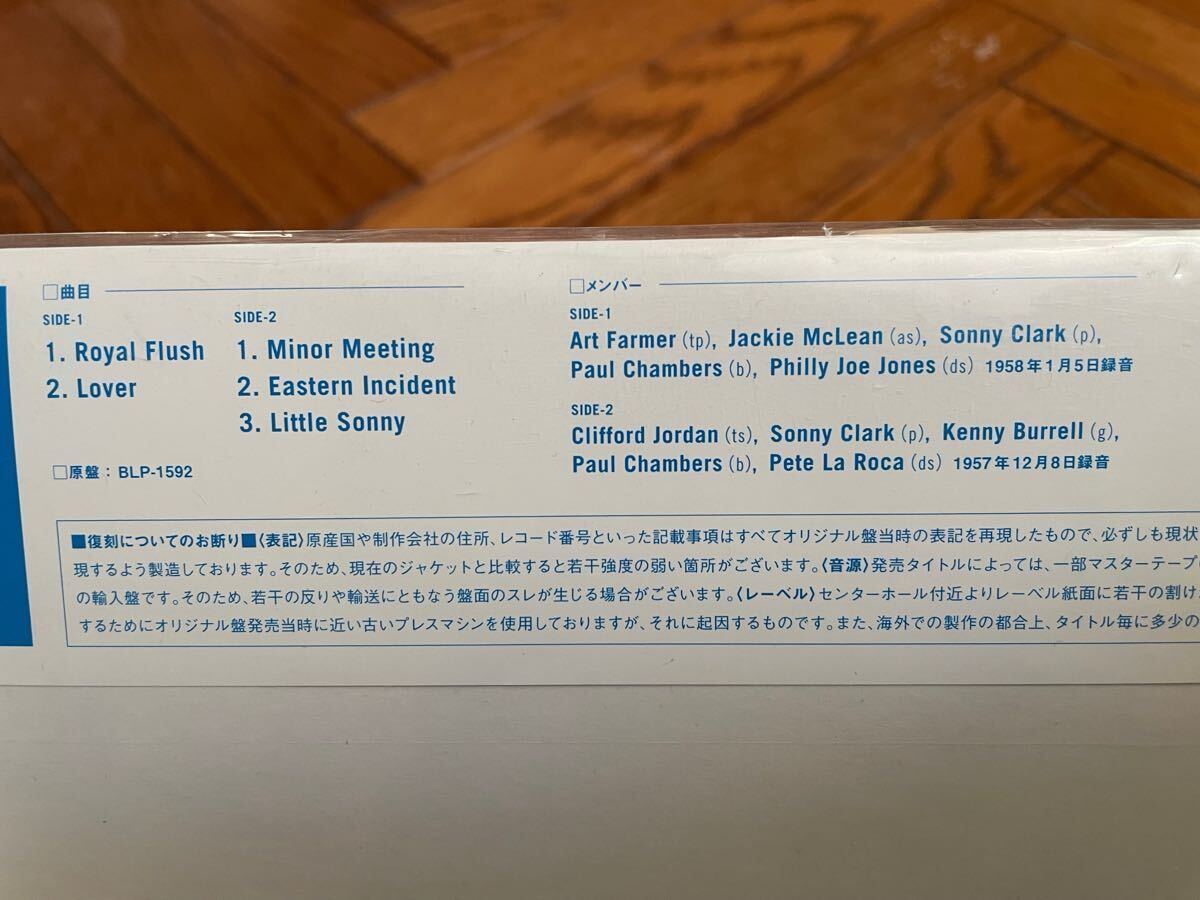 □曲目
SIDE-1
1. Royal Flush
2. Lover
SIDE-2
1. Minor Meeting
2. Eastern Incident
3. Little Sonny
□原盤：BLP-1592
□メンバー
SIDE-1
Art Farmer (tp), Jackie McLean (as), Sonny Clark (p),
Paul Chambers (b), Philly Joe Jones (ds) 1958年1月5日録音
SIDE-2
Clifford Jordan (ts), Sonny Clark (p), Kenny Burrell (g),
Paul Chambers (b), Pete La Roca (ds) 1957年12月8日録音
■復刻についてのお断り■〈表記〉原産国や制作会社の住所、レコード番号といった記載事項はすべてオリジナル盤当時の表記を再現したもので、必ずしも現状
現するよう製造しております。そのため、現在のジャケットと比較すると若干強度の弱い箇所がございます。〈音源〉発売タイトルによっては、一部マスターテープ
の輸入盤です。そのため、若干の反りや輸送にともなう盤面のスレが生じる場合がございます。〈レーベル〉センターホール付近よりレーベル紙面に若干の割け
するためにオリジナル盤発売当時に近い古いプレスマシンを使用しておりますが、それに起因するものです。また、海外での製作の都合上、タイトル毎に多少の